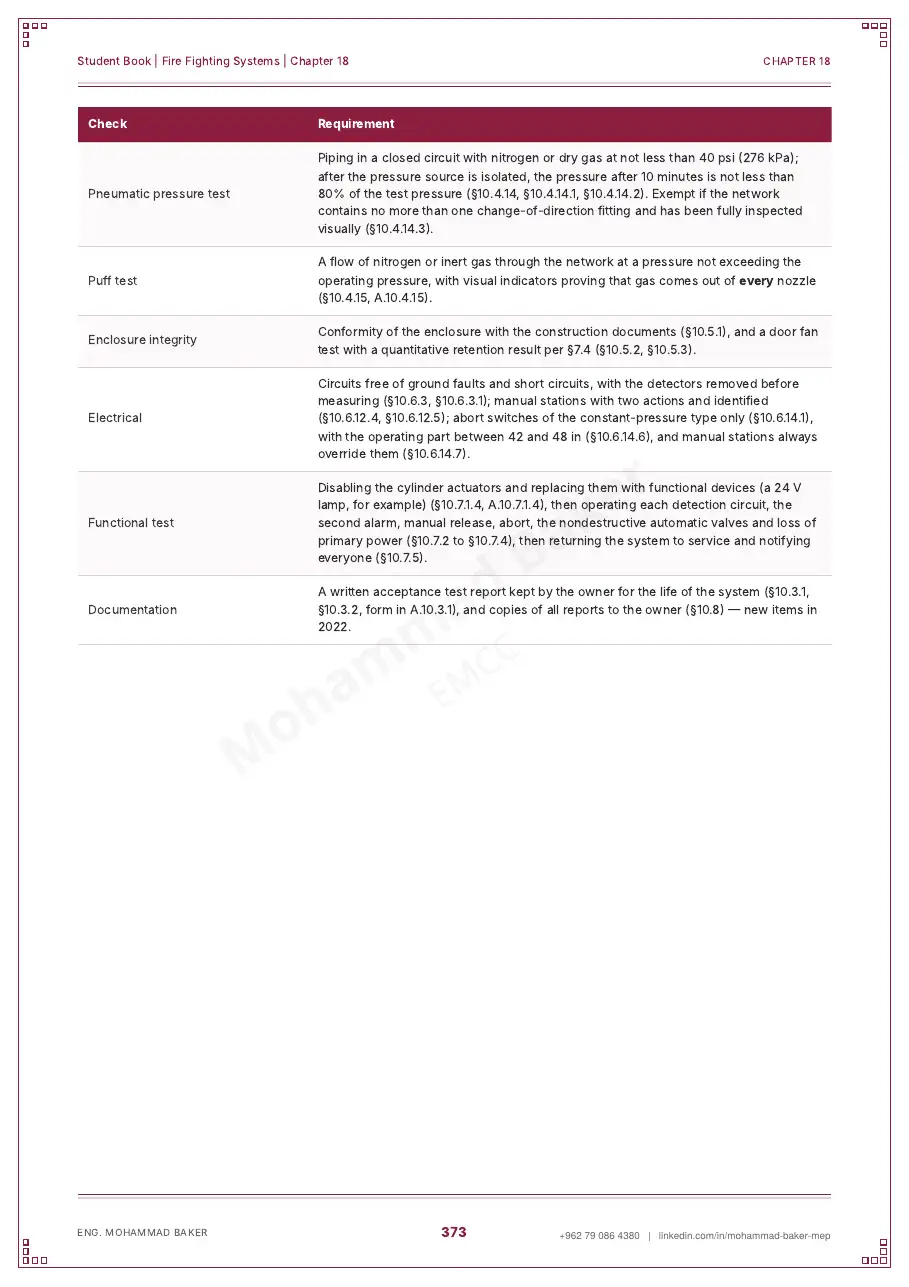 Student Book | Fire Fighting Systems | Chapter 18
CHAPTER 18
Check
Requirement
Pneumatic pressure test
Piping in a closed circuit with nitrogen or dry gas at not less than 40 psi (276 kPa);
after the pressure source is isolated, the pressure after 10 minutes is not less than
80% of the test pressure (§10.4.14, §10.4.14.1, §10.4.14.2). Exempt if the network
contains no more than one change-of-direction fitting and has been fully inspected
visually (§10.4.14.3).
Puff test
A flow of nitrogen or inert gas through the network at a pressure not exceeding the
operating pressure, with visual indicators proving that gas comes out of every nozzle
(§10.4.15, A.10.4.15).
Enclosure integrity
Conformity of the enclosure with the construction documents (§10.5.1), and a door fan
test with a quantitative retention result per §7.4 (§10.5.2, §10.5.3).
Electrical
Circuits free of ground faults and short circuits, with the detectors removed before
measuring (§10.6.3, §10.6.3.1); manual stations with two actions and identified
(§10.6.12.4, §10.6.12.5); abort switches of the constant-pressure type only (§10.6.14.1),
with the operating part between 42 and 48 in (§10.6.14.6), and manual stations always
override them (§10.6.14.7).
Functional test
Disabling the cylinder actuators and replacing them with functional devices (a 24 V
lamp, for example) (§10.7.1.4, A.10.7.1.4), then operating each detection circuit, the
second alarm, manual release, abort, the nondestructive automatic valves and loss of
primary power (§10.7.2 to §10.7.4), then returning the system to service and notifying
everyone (§10.7.5).
Documentation
A written acceptance test report kept by the owner for the life of the system (§10.3.1,
§10.3.2, form in A.10.3.1), and copies of all reports to the owner (§10.8) — new items in
2022.
Mohammad Baker
EMCC
ENG. MOHAMMAD BAKER
373
+962 79 086 4380 | linkedin.com/in/mohammad-baker-mep